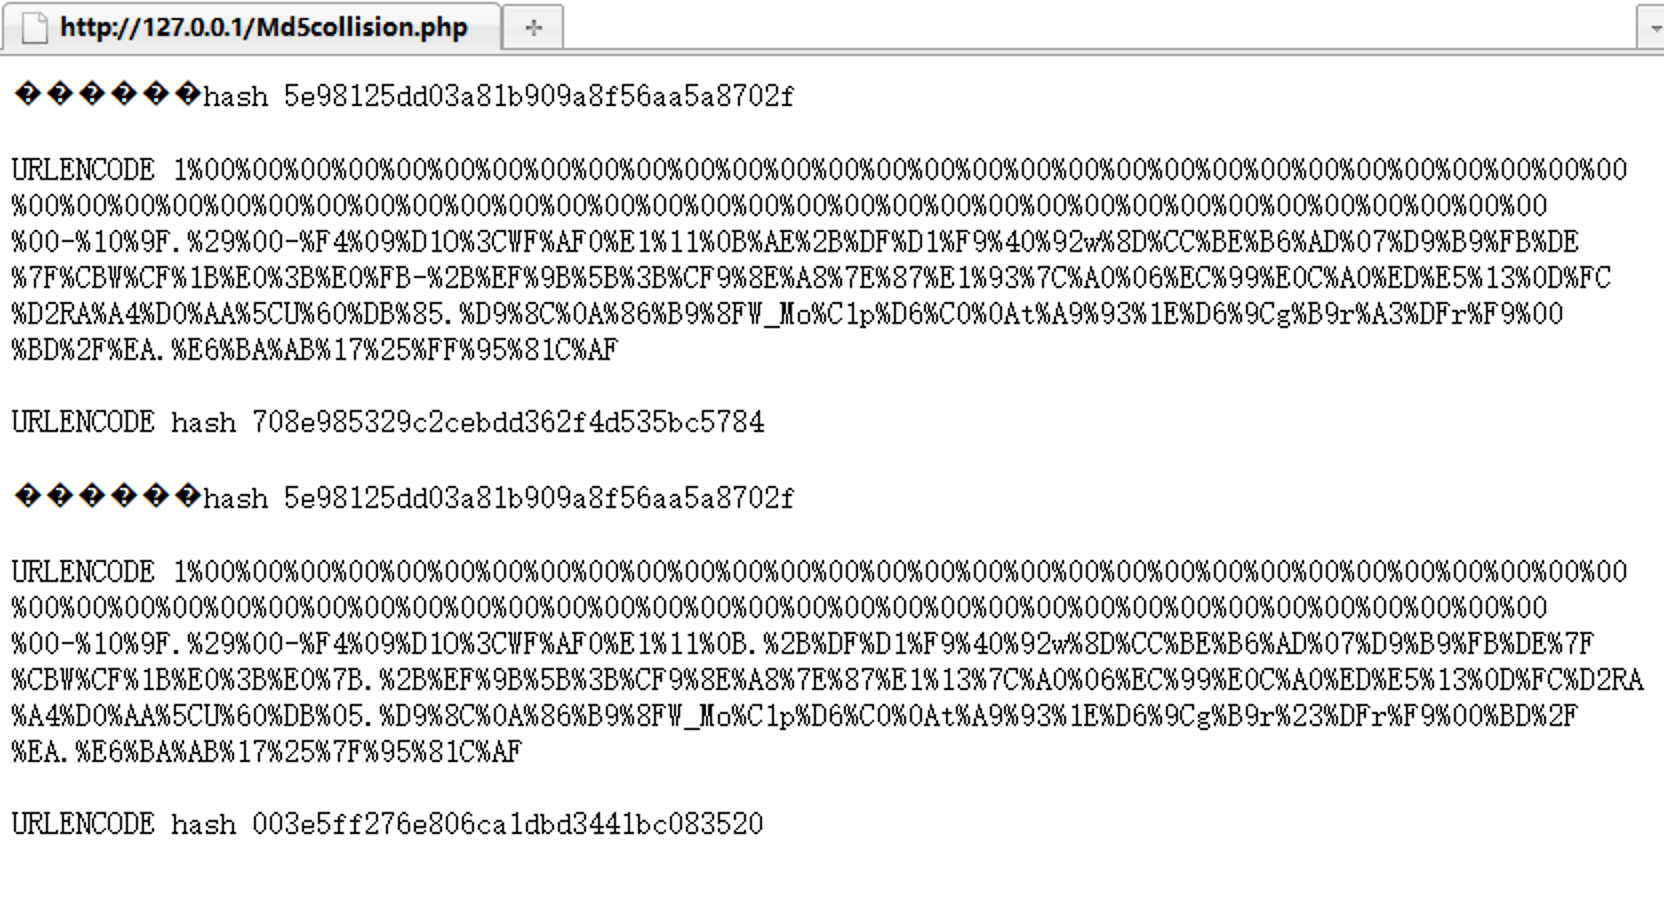 http://127.0.0.1/Md5collision.php
������hash 5e98125dd03a81b909a8f56aa5a8702f
URLENCODE 1%00%00%00%00%00%00%00%00%00%00%00%00%00%00%00%00%00%00%00%00%00%00%00%00%00%00%00%00%00%00
%00%00%00%00%00%00%00%00%00%00%00%00%00%00%00%00%00%00%00%00%00%00%00%00%00%00%00%00%00%00%00%00
%00-%10%9F.%29%00-%F4%09%D1O%3CWF%AF0%E1%11%0B%AE%2B%DF%D1%F9%40%92w%8D%CC%BE%B6%AD%07%D9%B9%FB%DE
%7F%CBW%CF%1B%E0%3B%E0%FB-%2B%EF%9B%5B%3B%CF9%8E%A8%7E%87%E1%93%7C%A0%06%EC%99%E0C%A0%ED%E5%13%0D%FC
%D2RA%A4%D0%AA%5CU%60%DB%85.%D9%8C%0A%86%B9%8FW_Mo%C1p%D6%C0%0At%A9%93%1E%D6%9Cg%B9r%A3%DFr%F9%00
%BD%2F%EA.%E6%BA%AB%17%25%FF%95%81C%AF
URLENCODE hash 708e985329c2cebdd362f4d535bc5784
������hash 5e98125dd03a81b909a8f56aa5a8702f
URLENCODE 1%00%00%00%00%00%00%00%00%00%00%00%00%00%00%00%00%00%00%00%00%00%00%00%00%00%00%00%00%00%00
%00%00%00%00%00%00%00%00%00%00%00%00%00%00%00%00%00%00%00%00%00%00%00%00%00%00%00%00%00%00%00%00
%00-%10%9F.%29%00-%F4%09%D1O%3CWF%AF0%E1%11%0B.%2B%DF%D1%F9%40%92w%8D%CC%BE%B6%AD%07%D9%B9%FB%DE%7F
%CBW%CF%1B%E0%3B%E0%7B.%2B%EF%9B%5B%3B%CF9%8E%A8%7E%87%E1%13%7C%A0%06%EC%99%E0C%A0%ED%E5%13%0D%FC%D2RA
%A4%D0%AA%5CU%60%DB%05.%D9%8C%0A%86%B9%8FW_Mo%C1p%D6%C0%0At%A9%93%1E%D6%9Cg%B9r%23%DFr%F9%00%BD%2F
%EA.%E6%BA%AB%17%25%7F%95%81C%AF
URLENCODE hash 003e5ff276e806ca1dbd3441bc083520